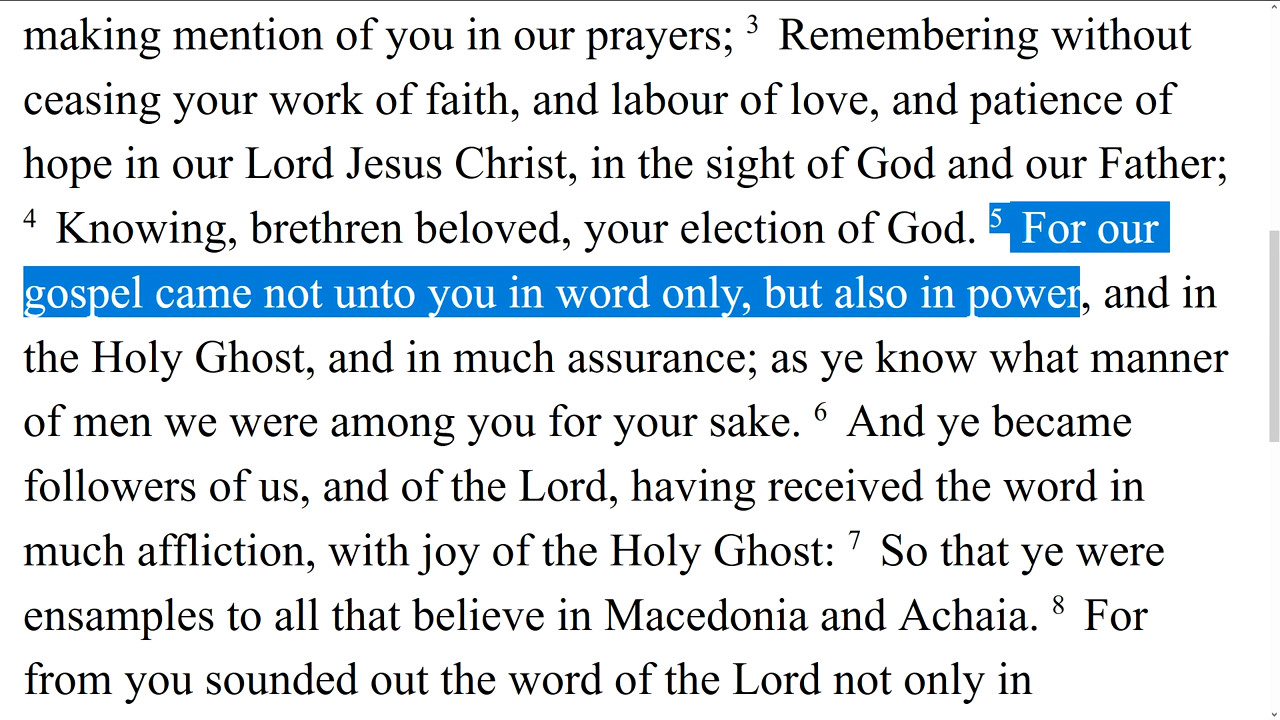 making mention of you in our prayers; 3 Remembering without
ceasing your work of faith, and labour of love, and patience of
hope in our Lord Jesus Christ, in the sight of God and our Father;
4 Knowing, brethren beloved, your election of God. 5 For our
gospel came not unto you in word only, but also in power, and in
the Holy Ghost, and in much assurance; as ye know what manner
of men we were among you for your sake. 6 And ye became
followers of us, and of the Lord, having received the word in
much affliction, with joy of the Holy Ghost: 7 So that ye were
ensamples to all that believe in Macedonia and Achaia. 8 For
from you sounded out the word of the Lord not only in